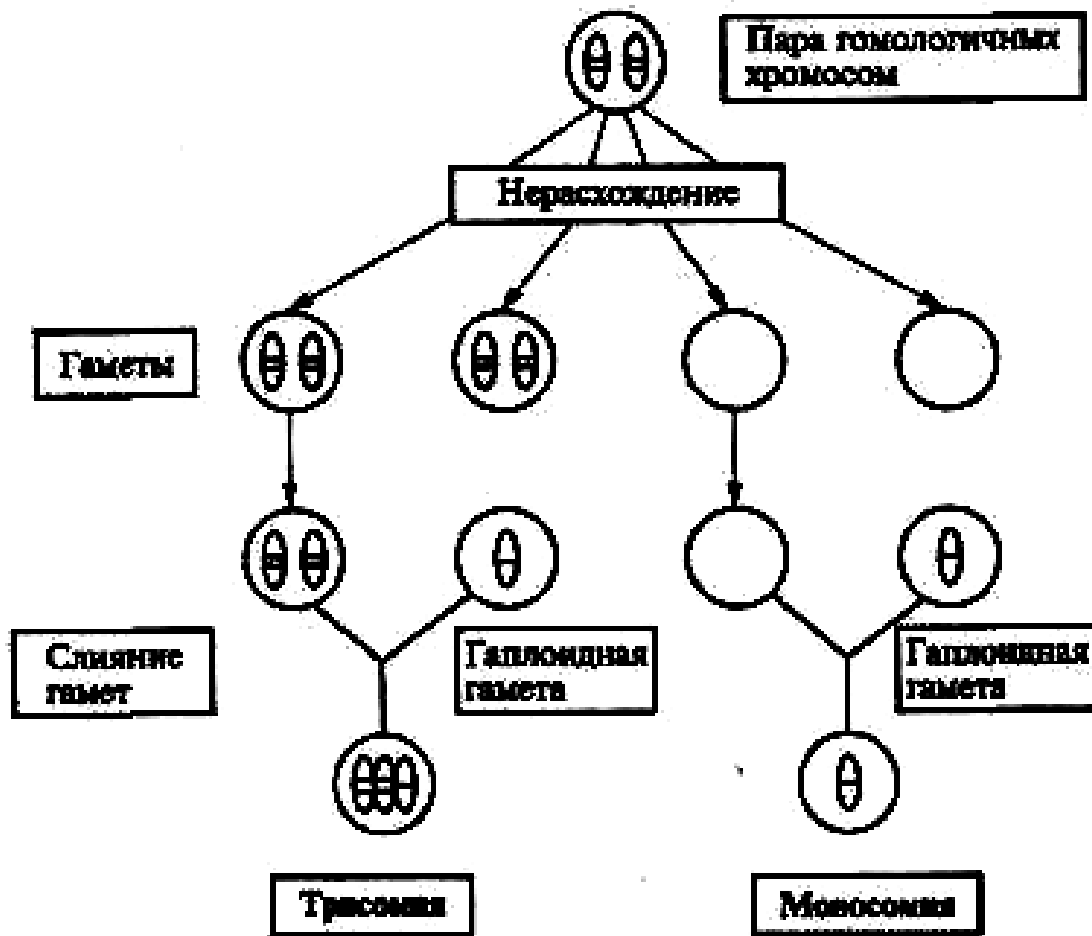 Пара гомологичных
хромосом
Нерасхождение
Гаметы
Слияние
гамет
Гаплоидная
гамета
Гаплоидная
гамета
Трисомия
Моносомия